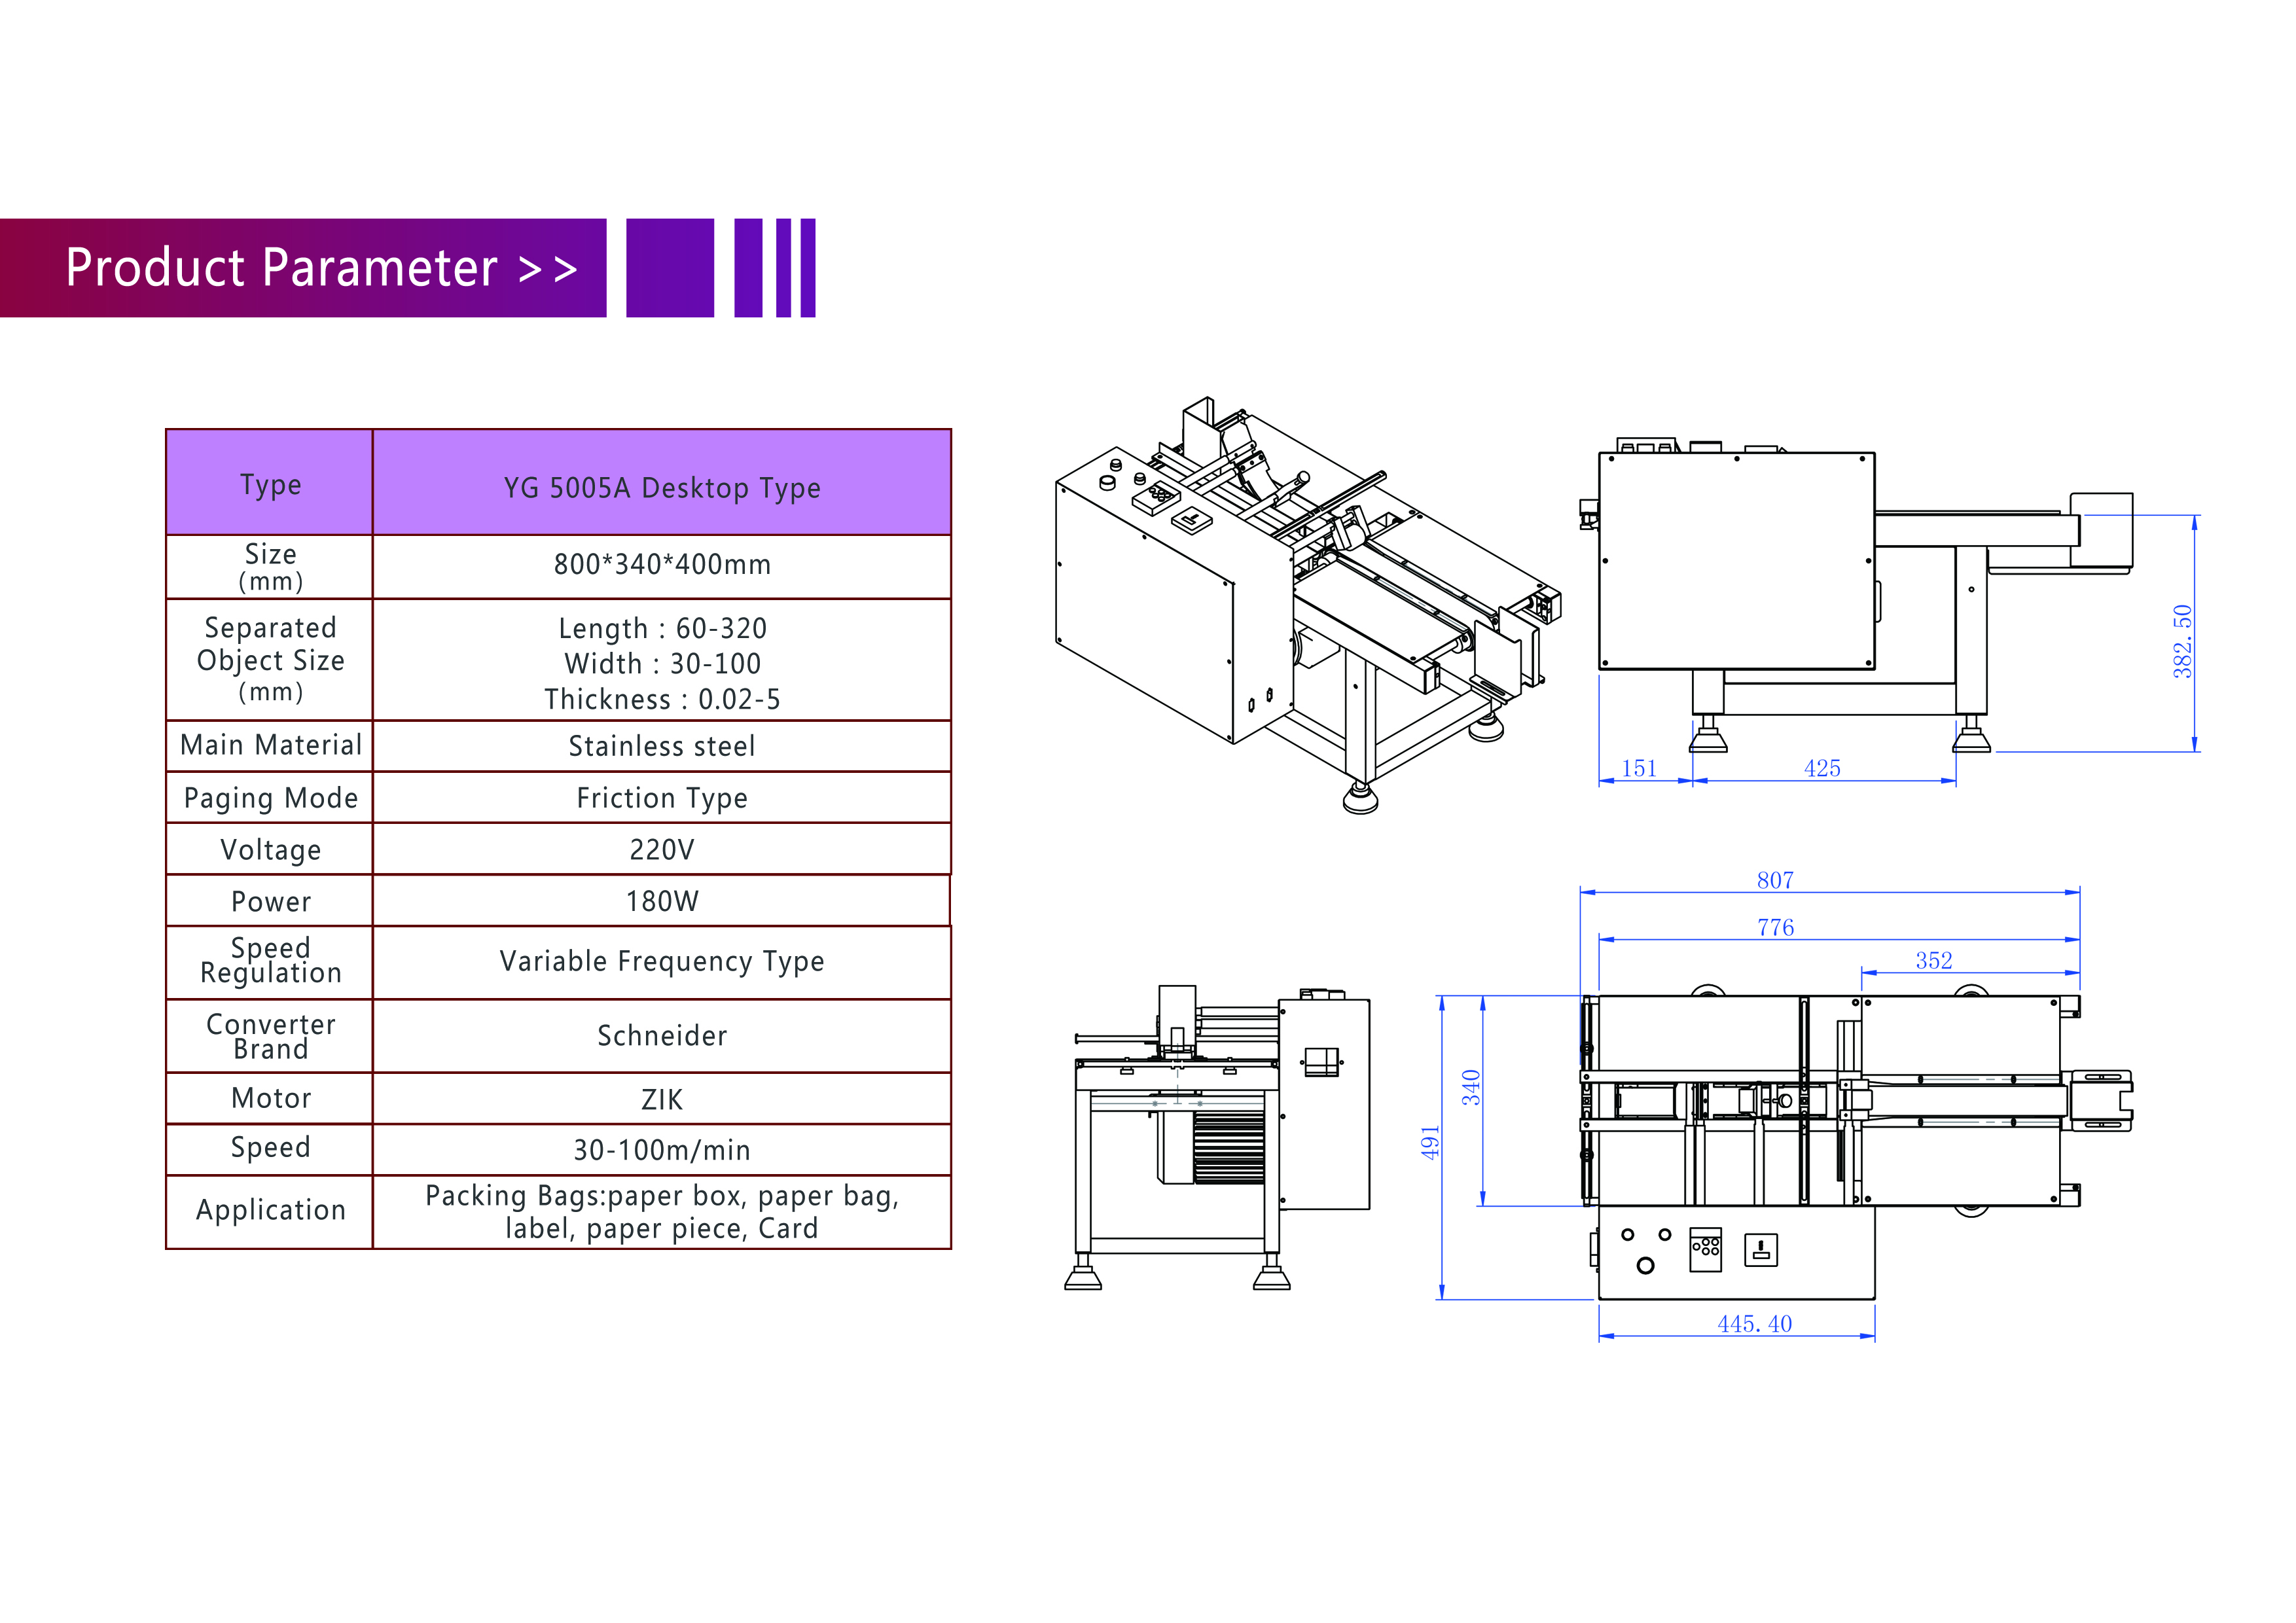 Product Parameter >>
Type
YG 5005A Desktop Type
Size
(mm)
800*340*400mm
Separated
Object Size
(mm)
Length : 60-320
Width : 30-100
Thickness : 0.02-5
Main Material
Stainless steel
Paging Mode
Friction Type
Voltage
220V
Power
180W
Speed
Regulation
Variable Frequency Type
Converter
Brand
Schneider
Motor
ZIK
Speed
30-100m/min
Application
Packing Bags:paper box, paper bag,
label, paper piece, Card
382.50
151
425
807
776
352
340
491
445.40